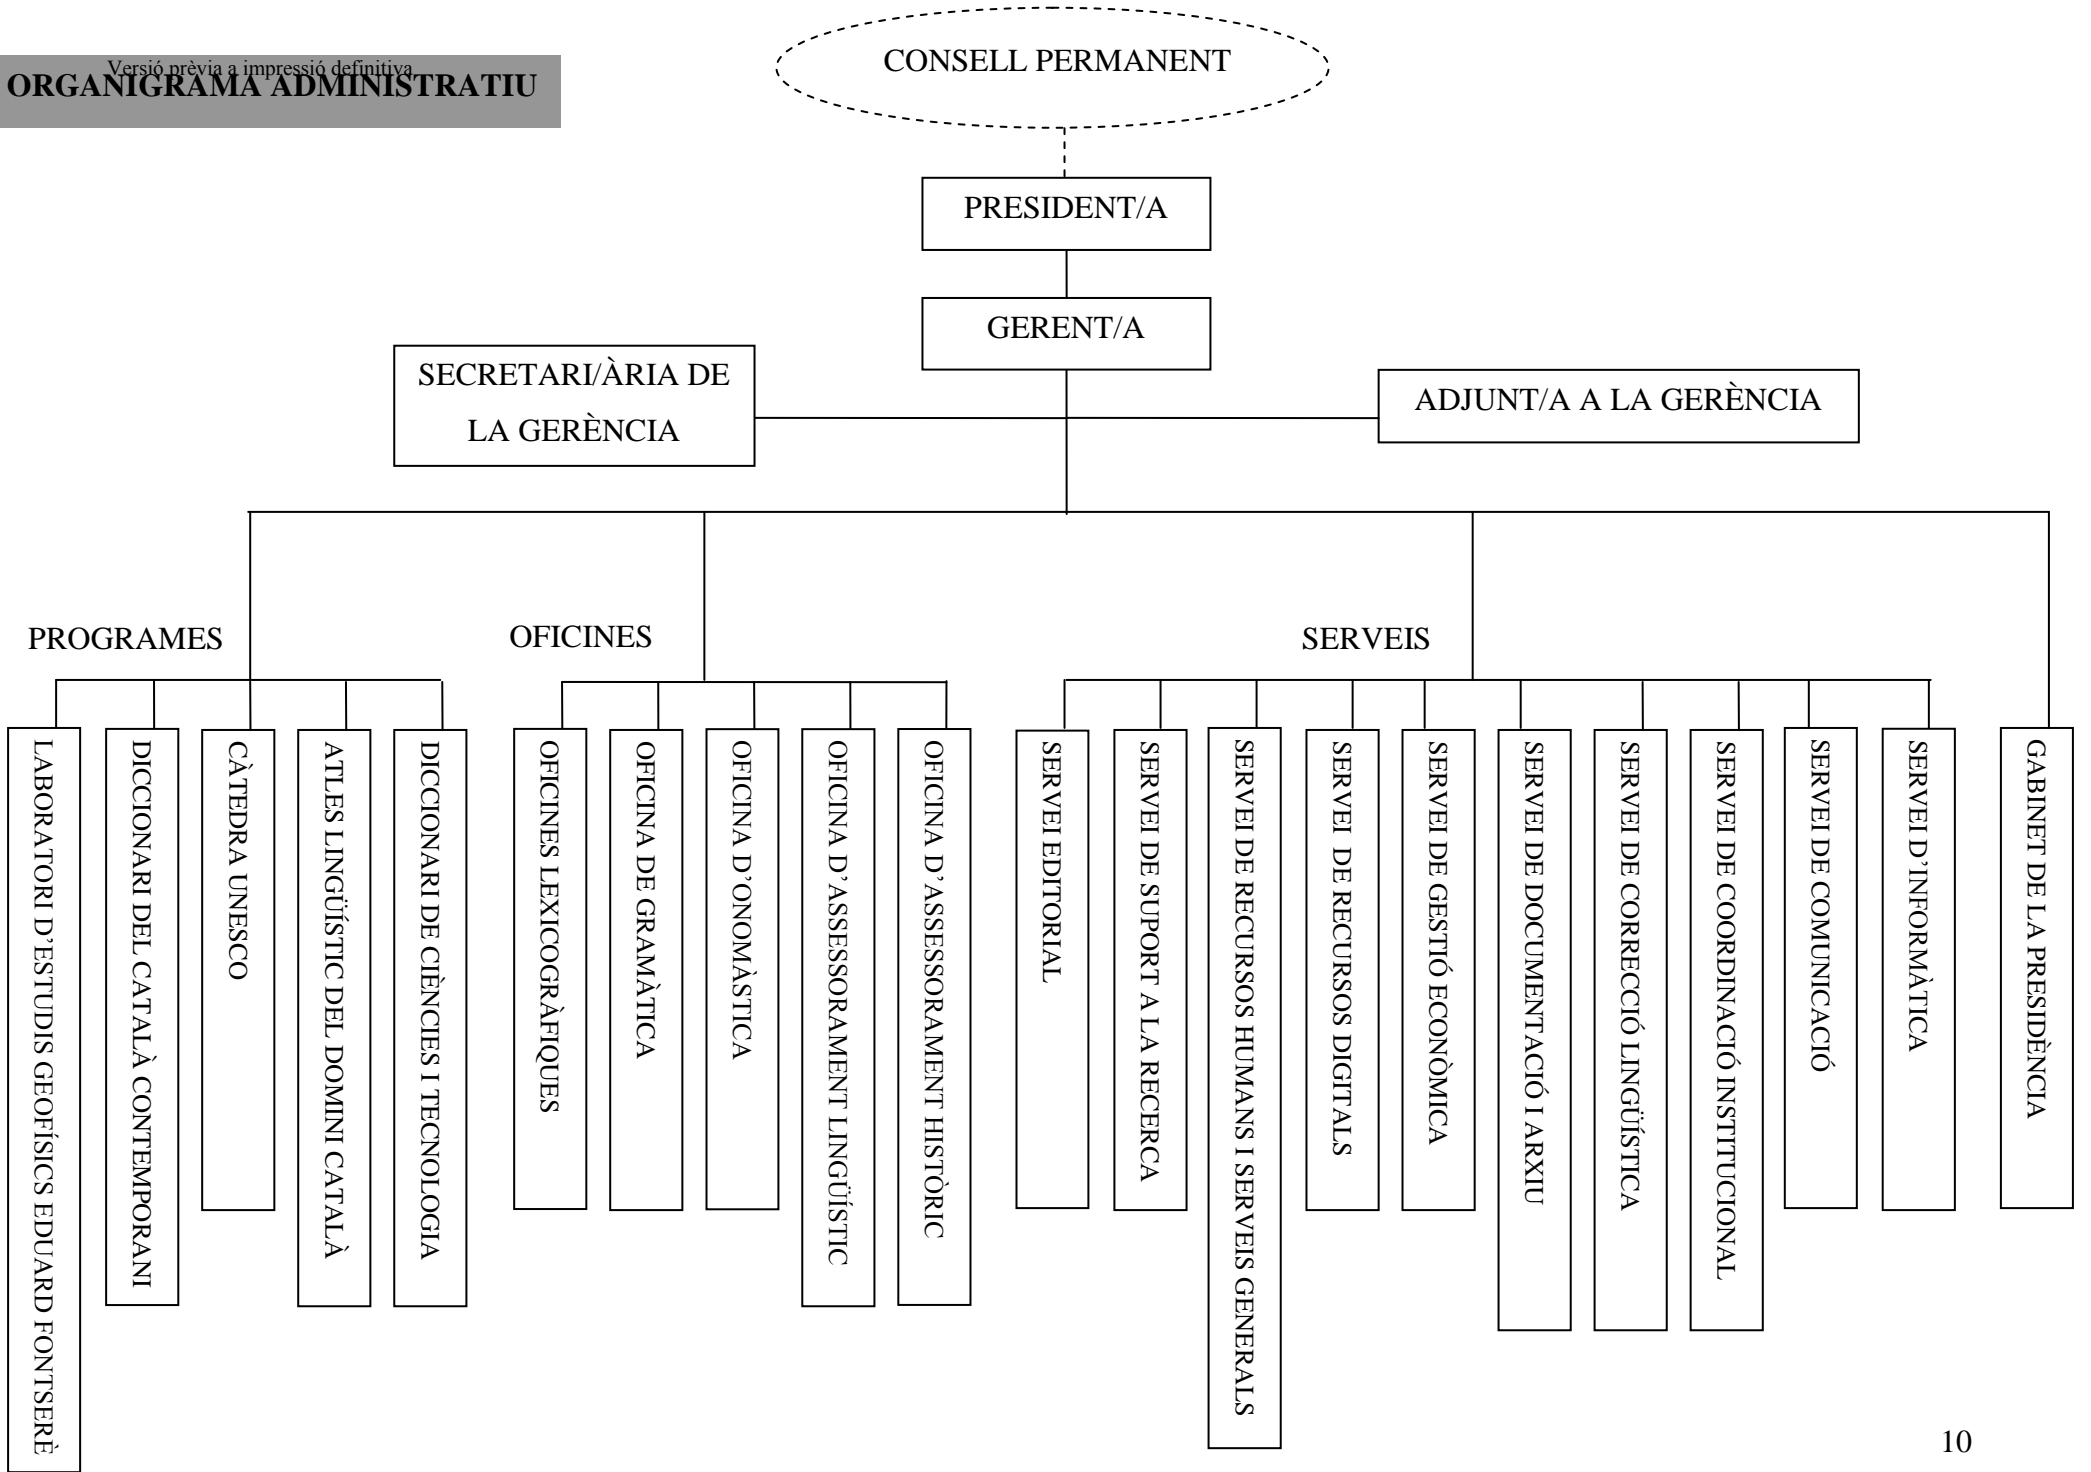 Versió prèvia a impressió definitiva
ORGANIGRAMA ADMINISTRATIU
CONSELL PERMANENT
PRESIDENT/A
GERENT/A
SECRETARI/ÀRIA DE
LA GERÈNCIA
ADJUNT/A A LA GERÈNCIA
PROGRAMES
OFICINES
SERVEIS
LABORATORI D'ESTUDIS GEOFÍSICS EDUARD FONTSERÈ
DICCIONARI DEL CATALÀ CONTEMPORANI
CÀTEDRA UNESCO
ATLES LINGÜÍSTIC DEL DOMINI CATALÀ
DICCIONARI DE CIÈNCIES I TECNOLOGIA
OFICINES LEXICOGRÀFIQUES
OFICINA DE GRAMÀTICA
OFICINA D'ONOMÀSTICA
OFICINA D'ASSESSORAMENT LINGÜÍSTIC
OFICINA D'ASSESSORAMENT HISTÒRIC
SERVEI EDITORIAL
SERVEI DE SUPORT A LA RECERCA
SERVEI DE RECURSOS HUMANS I SERVEIS GENERALS
SERVEI DE RECURSOS DIGITALS
SERVEI DE GESTIÓ ECONÒMICA
SERVEI DE DOCUMENTACIÓ I ARXIU
SERVEI DE CORRECCIÓ LINGÜÍSTICA
SERVEI DE COORDINACIÓ INSTITUCIONAL
SERVEI DE COMUNICACIÓ
SERVEI D'INFORMÀTICA
GABINET DE LA PRESIDÈNCIA
10